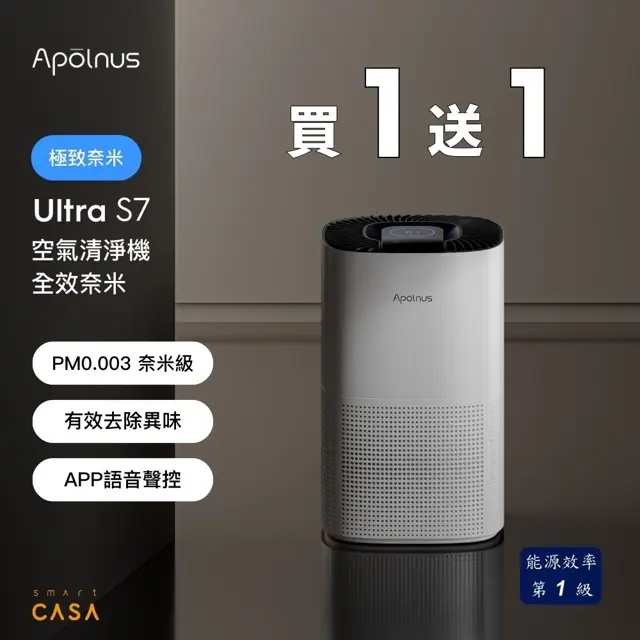 Apōlnus
買1送1
極致奈米
Ultra S7
空氣清淨機
全效奈米
Apōlnus
PM0.003 奈米級
有效去除異味
APP語音聲控
能源效率
第 1 級
smart
CASA